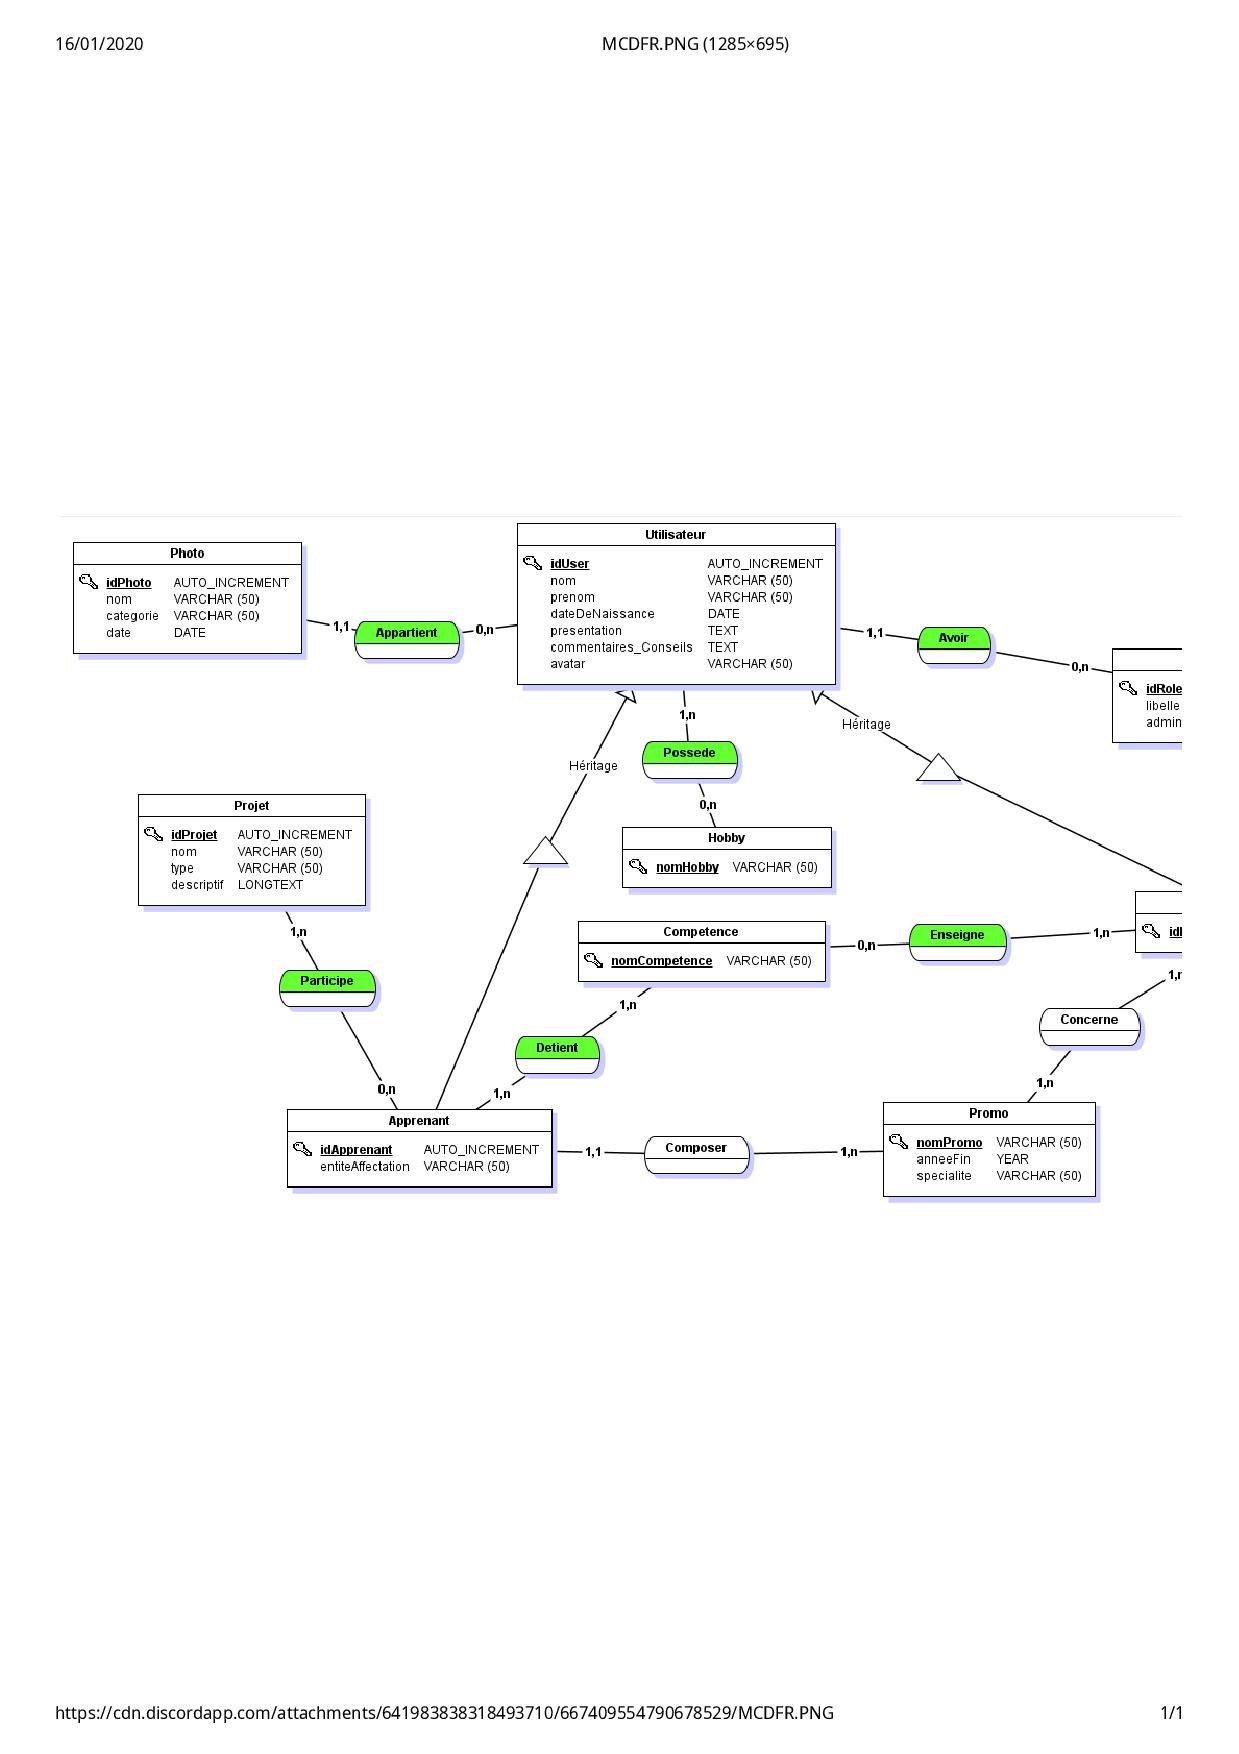 16/01/2020 MCDFR.PNG (1285×695)
Utilisateur
idUser AUTO_INCREMENT
nom VARCHAR (50)
prenom VARCHAR (50)
dateDeNaissance DATE
presentation TEXT
commentaires_Conseils TEXT
avatar VARCHAR (50)
Photo
idPhoto AUTO_INCREMENT
nom VARCHAR (50)
categorie VARCHAR (50)
date DATE
1,1
Appartient
0,n
1,1
Avoir
0,n
idRole
libelle
admin
Héritage
1,n
Possede
0,n
Héritage
Hobby
nomHobby VARCHAR (50)
Projet
idProjet AUTO_INCREMENT
nom VARCHAR (50)
type VARCHAR (50)
descriptif LONGTEXT
1,n
Participe
0,n
Competence
nomCompetence VARCHAR (50)
0,n
Enseigne
1,n
1,n
Detient
1,n
1,n
Concerne
1,n
Apprenant
idApprenant AUTO_INCREMENT
entiteAffectation VARCHAR (50)
1,1
Composer
1,n
Promo
nomPromo VARCHAR (50)
anneeFin YEAR
specialite VARCHAR (50)
https://cdn.discordapp.com/attachments/641983838318493710/667409554790678529/MCDFR.PNG 1/1